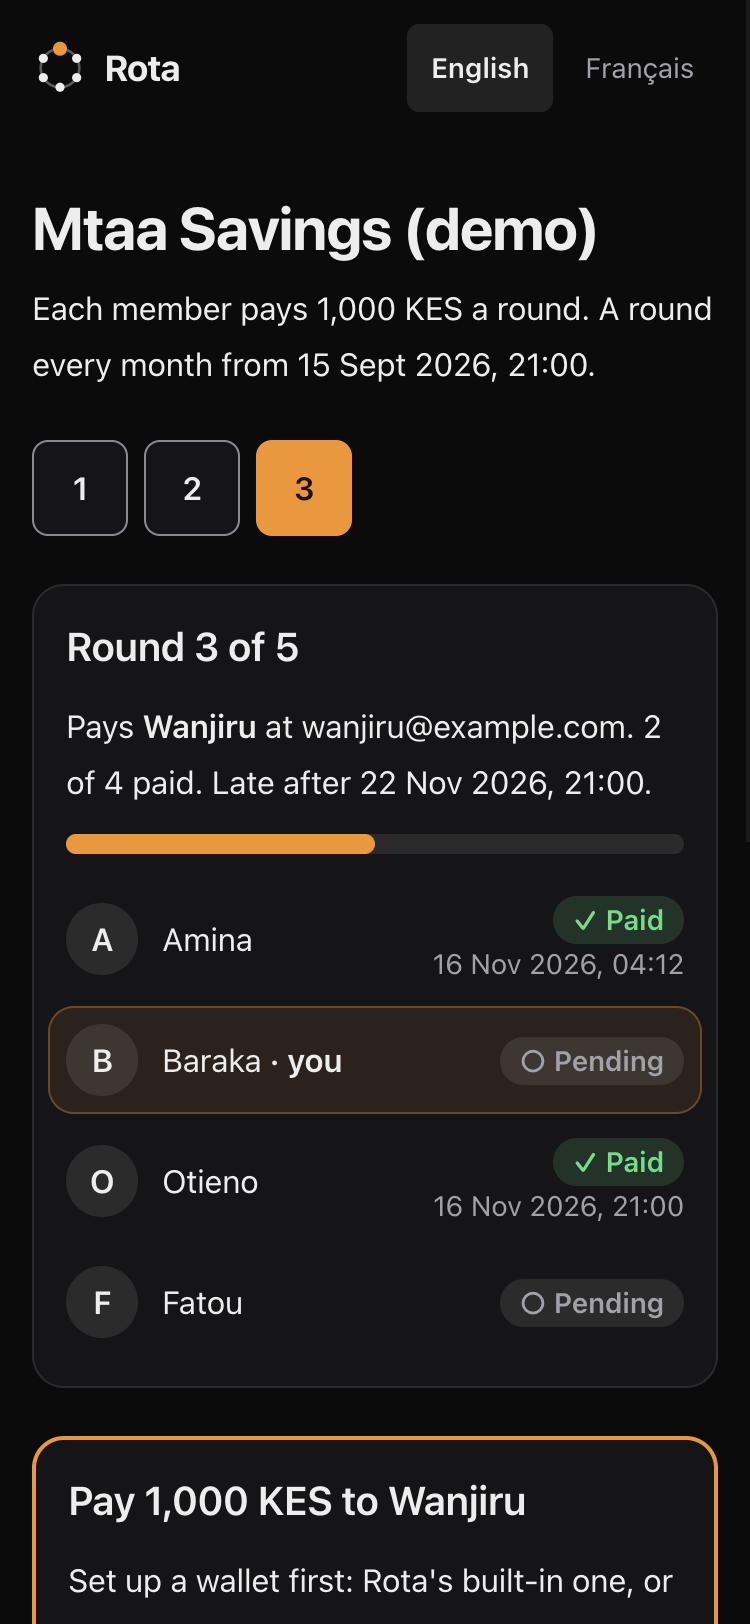 Rota
English
Français
Mtaa Savings (demo)
Each member pays 1,000 KES a round. A round
every month from 15 Sept 2026, 21:00.
1 2 3
Round 3 of 5
Pays Wanjiru at wanjiru@example.com. 2
of 4 paid. Late after 22 Nov 2026, 21:00.
A Amina ✓ Paid
16 Nov 2026, 04:12
B Baraka · you Pending
O Otieno ✓ Paid
16 Nov 2026, 21:00
F Fatou Pending
Pay 1,000 KES to Wanjiru
Set up a wallet first: Rota's built-in one, or